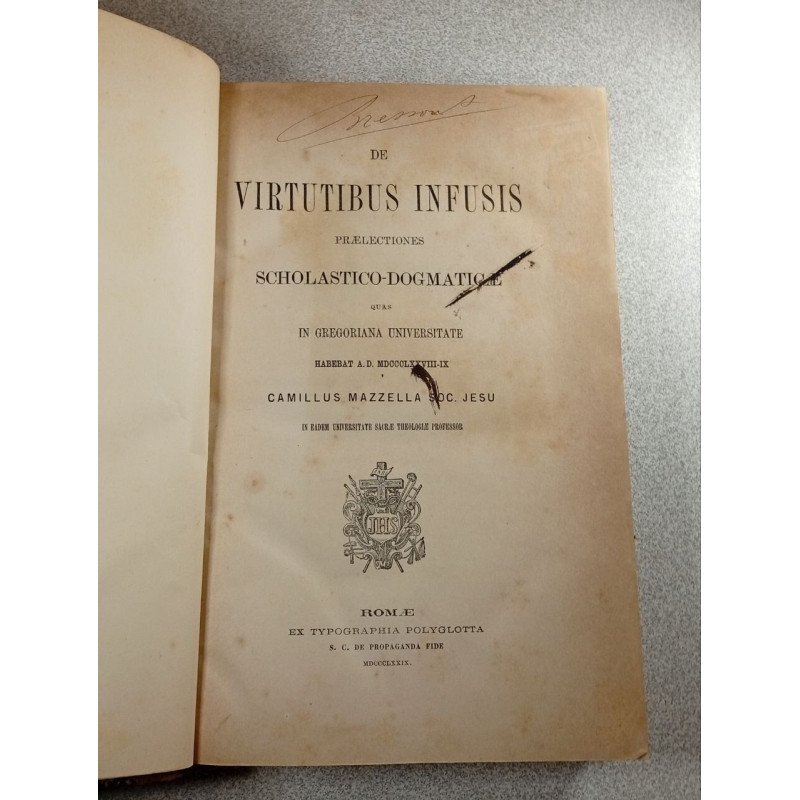 DE
VIRTUTIBUS INFUSIS
PRÆLECTIONES
SCHOLASTICO-DOGMATICÆ
QUAS
IN GREGORIANA UNIVERSITATE
HABEBAT A. D. MDCCCLXXVIII-IX
CAMILLUS MAZZELLA SOC. JESU
IN EADEM UNIVERSITATE SACRÆ THEOLOGIÆ PROFESSOR
JHS
ROMÆ
EX TYPOGRAPHIA POLYGLOTTA
S. C. DE PROPAGANDA FIDE
MDCCCLXXIX.